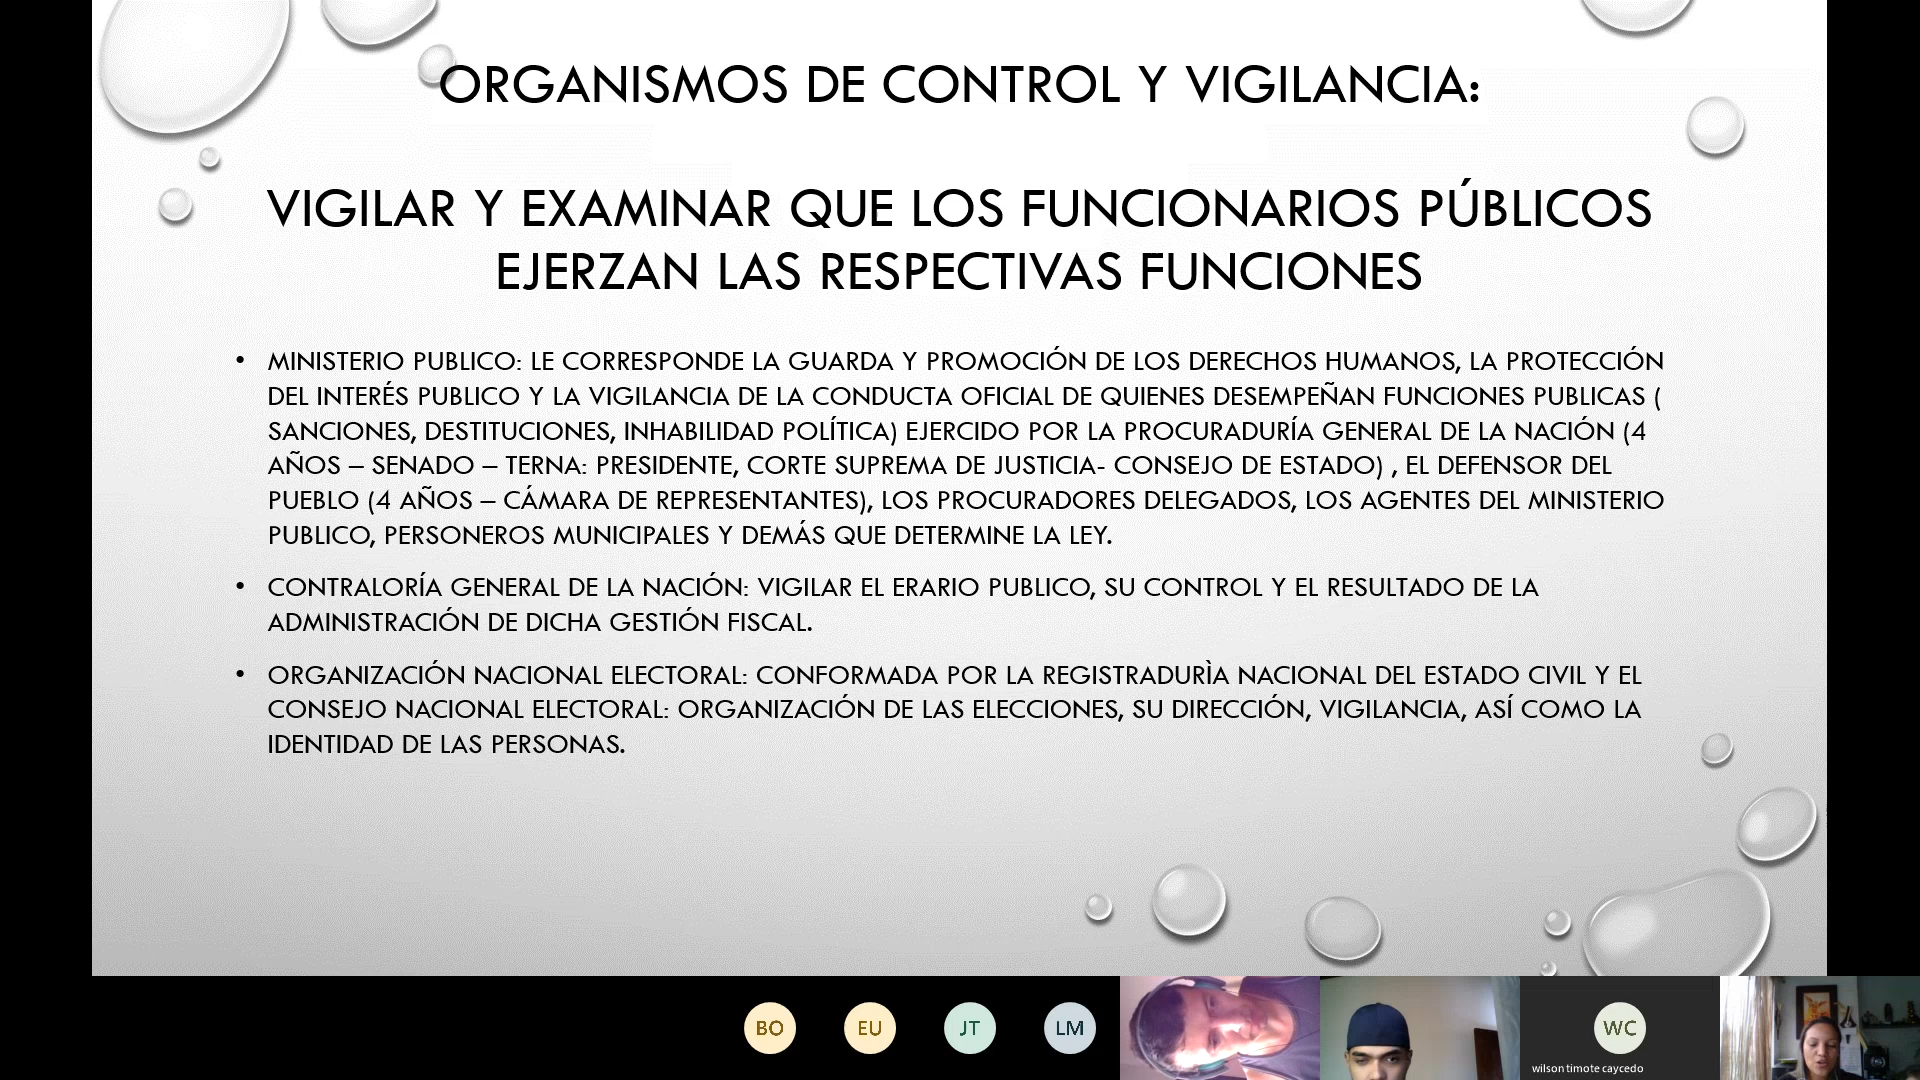 ORGANISMOS DE CONTROL Y VIGILANCIA:
VIGILAR Y EXAMINAR QUE LOS FUNCIONARIOS PÚBLICOS
EJERZAN LAS RESPECTIVAS FUNCIONES
• MINISTERIO PUBLICO: LE CORRESPONDE LA GUARDA Y PROMOCIÓN DE LOS DERECHOS HUMANOS, LA PROTECCIÓN
DEL INTERÉS PUBLICO Y LA VIGILANCIA DE LA CONDUCTA OFICIAL DE QUIENES DESEMPEÑAN FUNCIONES PUBLICAS (
SANCIONES, DESTITUCIONES, INHABILIDAD POLÍTICA) EJERCIDO POR LA PROCURADURÍA GENERAL DE LA NACIÓN (4
AÑOS – SENADO – TERNA: PRESIDENTE, CORTE SUPREMA DE JUSTICIA- CONSEJO DE ESTADO) , EL DEFENSOR DEL
PUEBLO (4 AÑOS – CÁMARA DE REPRESENTANTES), LOS PROCURADORES DELEGADOS, LOS AGENTES DEL MINISTERIO
PUBLICO, PERSONEROS MUNICIPALES Y DEMÁS QUE DETERMINE LA LEY.
• CONTRALORÍA GENERAL DE LA NACIÓN: VIGILAR EL ERARIO PUBLICO, SU CONTROL Y EL RESULTADO DE LA
ADMINISTRACIÓN DE DICHA GESTIÓN FISCAL.
• ORGANIZACIÓN NACIONAL ELECTORAL: CONFORMADA POR LA REGISTRADURÌA NACIONAL DEL ESTADO CIVIL Y EL
CONSEJO NACIONAL ELECTORAL: ORGANIZACIÓN DE LAS ELECCIONES, SU DIRECCIÓN, VIGILANCIA, ASÍ COMO LA
IDENTIDAD DE LAS PERSONAS.
BO EU JT LM WC
wilson timote caycedo